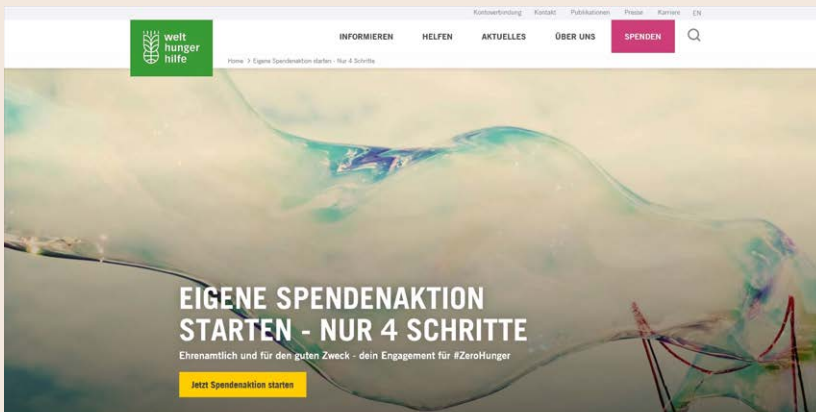 Kontoverbindung Kontakt Publikationen Presse Karriere EN
welt
hunger
hilfe
INFORMIEREN HELFEN AKTUELLES ÜBER UNS SPENDEN
Home > Eigene Spendenaktion starten - Nur 4 Schritte
EIGENE SPENDENAKTION
STARTEN - NUR 4 SCHRITTE
Ehrenamtlich und für den guten Zweck - dein Engagement für #ZeroHunger
Jetzt Spendenaktion starten